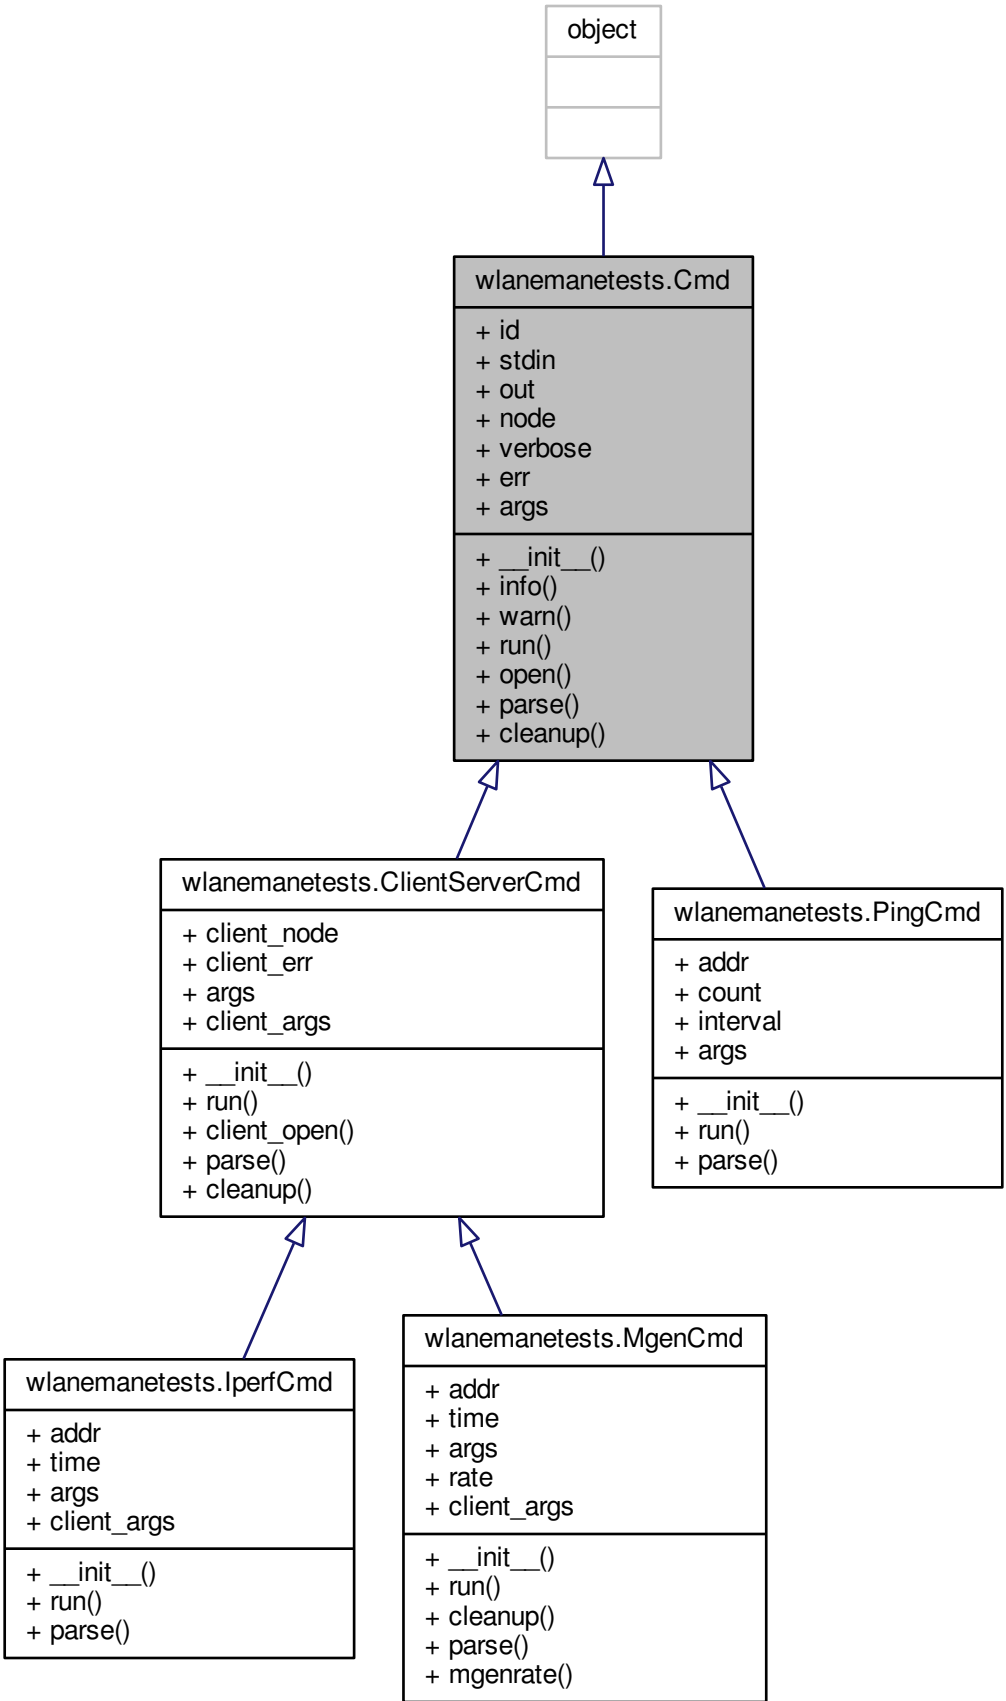 object
wlanemanetests.Cmd
+ id
+ stdin
+ out
+ node
+ verbose
+ err
+ args
+ __init__()
+ info()
+ warn()
+ run()
+ open()
+ parse()
+ cleanup()
wlanemanetests.ClientServerCmd
+ client_node
+ client_err
+ args
+ client_args
+ __init__()
+ run()
+ client_open()
+ parse()
+ cleanup()
wlanemanetests.PingCmd
+ addr
+ count
+ interval
+ args
+ __init__()
+ run()
+ parse()
wlanemanetests.IperfCmd
+ addr
+ time
+ args
+ client_args
+ __init__()
+ run()
+ parse()
wlanemanetests.MgenCmd
+ addr
+ time
+ args
+ rate
+ client_args
+ __init__()
+ run()
+ cleanup()
+ parse()
+ mgenrate()